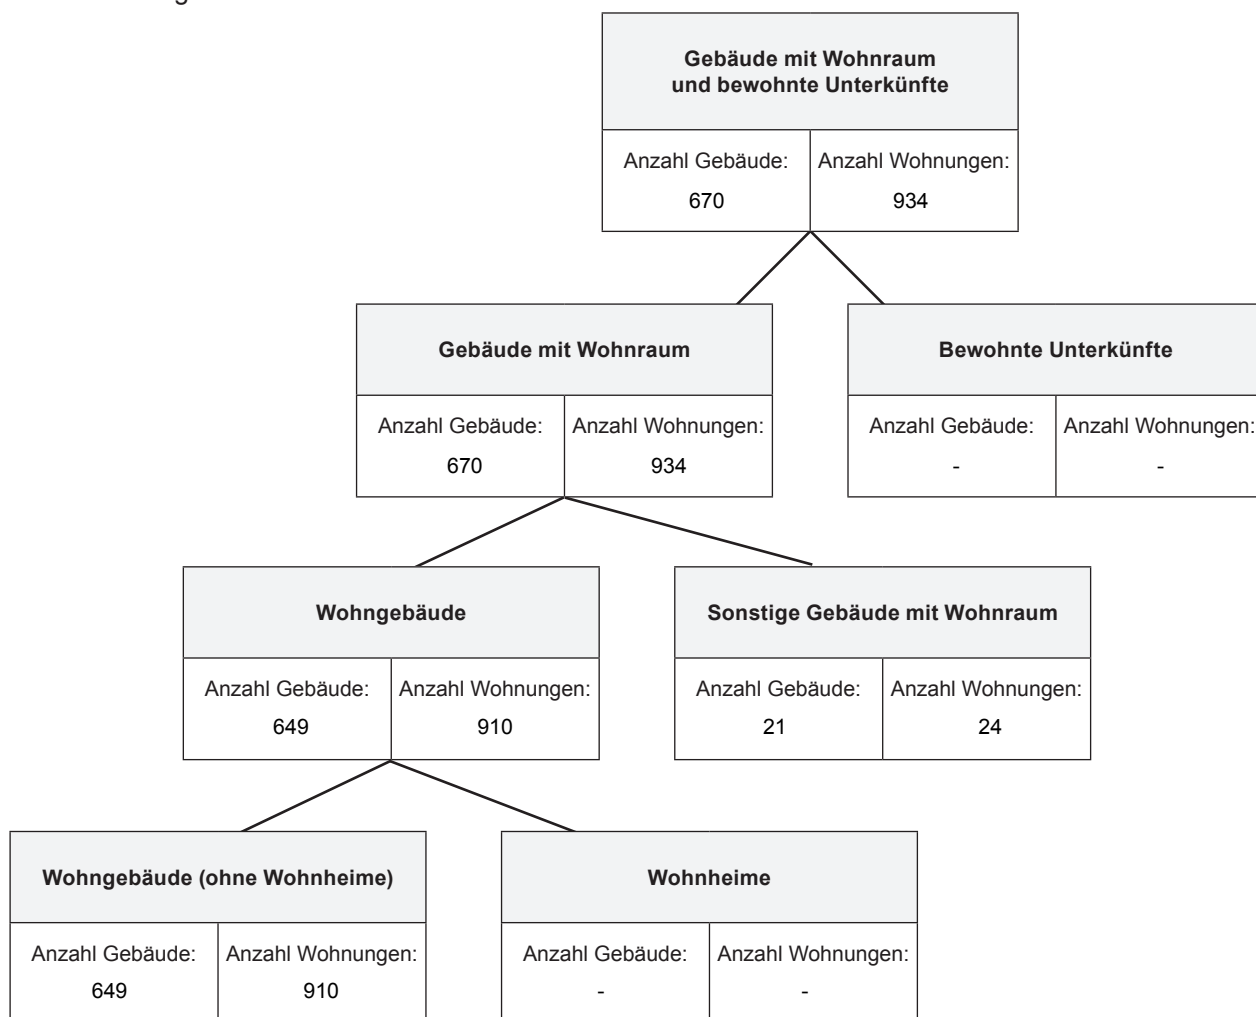 Gebäude mit Wohnraum
und bewohnte Unterkünfte
Anzahl Gebäude: Anzahl Wohnungen:
670 934
Gebäude mit Wohnraum
Anzahl Gebäude: Anzahl Wohnungen:
670 934
Bewohnte Unterkünfte
Anzahl Gebäude: Anzahl Wohnungen:
- -
Wohngebäude
Anzahl Gebäude: Anzahl Wohnungen:
649 910
Sonstige Gebäude mit Wohnraum
Anzahl Gebäude: Anzahl Wohnungen:
21 24
Wohngebäude (ohne Wohnheime)
Anzahl Gebäude: Anzahl Wohnungen:
649 910
Wohnheime
Anzahl Gebäude: Anzahl Wohnungen:
- -